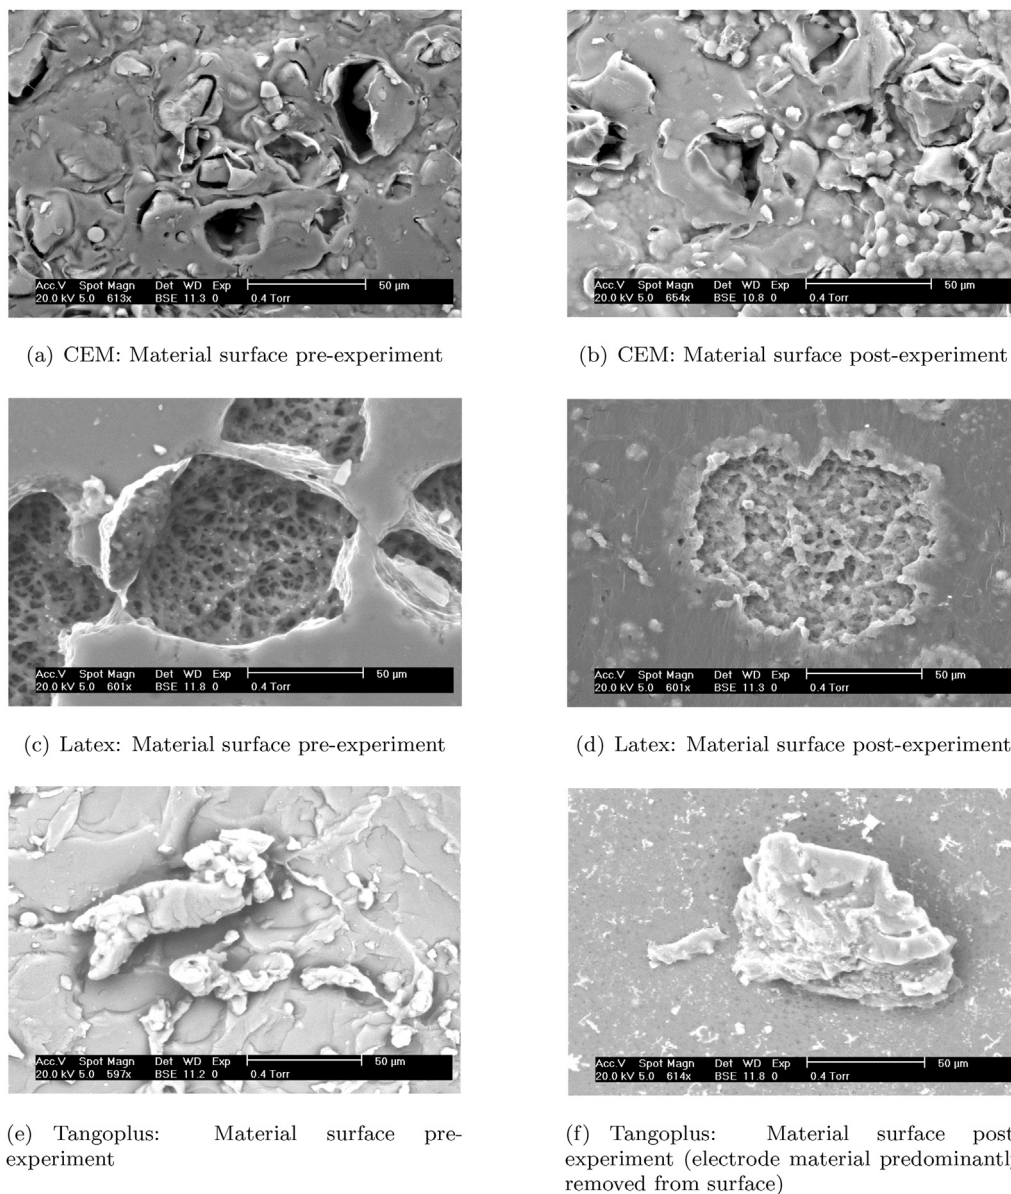 Acc.V Spot Magn Det WD Exp 50 µm
20.0 kV 5.0 613x BSE 11.3 0 0.4 Torr
Acc.V Spot Magn Det WD Exp 50 µm
20.0 kV 5.0 654x BSE 10.8 0 0.4 Torr
(a) CEM: Material surface pre-experiment
(b) CEM: Material surface post-experiment
Acc.V Spot Magn Det WD Exp 50 µm
20.0 kV 5.0 601x BSE 11.8 0 0.4 Torr
Acc.V Spot Magn Det WD Exp 50 µm
20.0 kV 5.0 601x BSE 11.3 0 0.4 Torr
(c) Latex: Material surface pre-experiment
(d) Latex: Material surface post-experiment
Acc.V Spot Magn Det WD Exp 50 µm
20.0 kV 5.0 597x BSE 11.2 0 0.4 Torr
Acc.V Spot Magn Det WD Exp 50 µm
20.0 kV 5.0 614x BSE 11.8 0 0.4 Torr
(e) Tangoplus: Material surface pre-
experiment
(f) Tangoplus: Material surface post
experiment (electrode material predominantly
removed from surface)